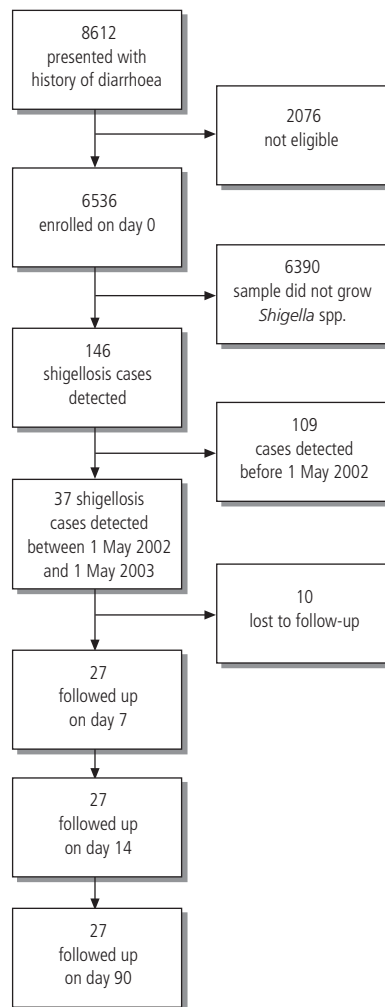 8612
presented with
history of diarrhoea
2076
not eligible
6536
enrolled on day 0
6390
sample did not grow
Shigella spp.
146
shigellosis cases
detected
109
cases detected
before 1 May 2002
37 shigellosis
cases detected
between 1 May 2002
and 1 May 2003
10
lost to follow-up
27
followed up
on day 7
27
followed up
on day 14
27
followed up
on day 90